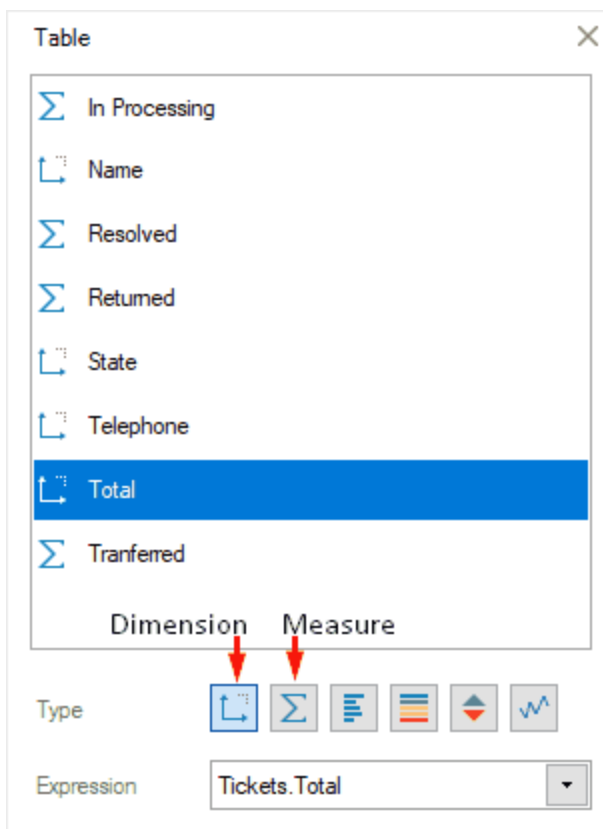 Table
In Processing
Name
Resolved
Returned
State
Telephone
Total
Tranferred
Dimension Measure
Type
Expression Tickets.Total